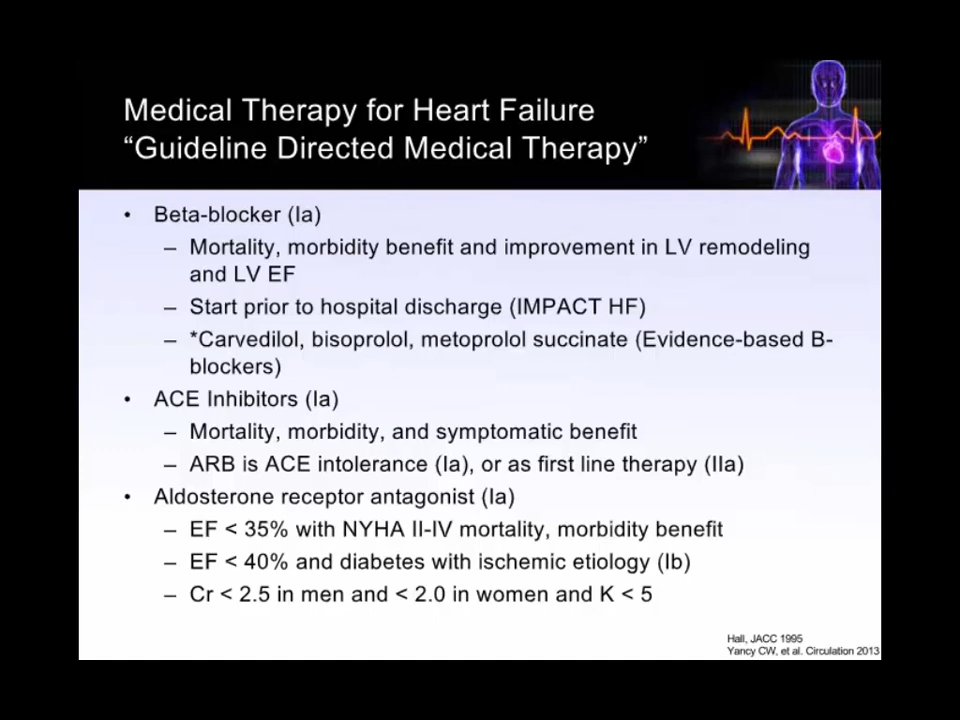 Medical Therapy for Heart Failure
“Guideline Directed Medical Therapy”
• Beta-blocker (Ia)
– Mortality, morbidity benefit and improvement in LV remodeling
and LV EF
– Start prior to hospital discharge (IMPACT HF)
– *Carvedilol, bisoprolol, metoprolol succinate (Evidence-based B-
blockers)
• ACE Inhibitors (Ia)
– Mortality, morbidity, and symptomatic benefit
– ARB is ACE intolerance (Ia), or as first line therapy (IIa)
• Aldosterone receptor antagonist (Ia)
– EF < 35% with NYHA II-IV mortality, morbidity benefit
– EF < 40% and diabetes with ischemic etiology (Ib)
– Cr < 2.5 in men and < 2.0 in women and K < 5
Hall, JACC 1995
Yancy CW, et al. Circulation 2013